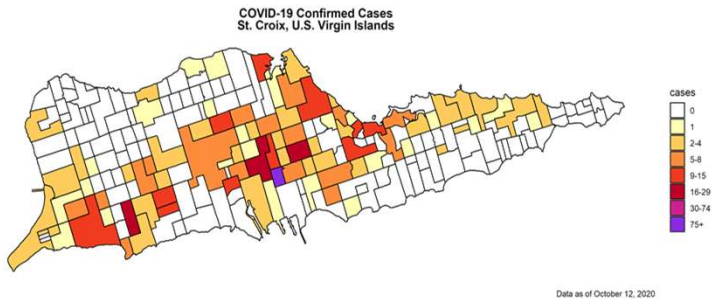 COVID-19 Confirmed Cases
St. Croix, U.S. Virgin Islands
cases
0
1
2-4
5-8
9-15
16-29
30-74
75+
Data as of October 12, 2020